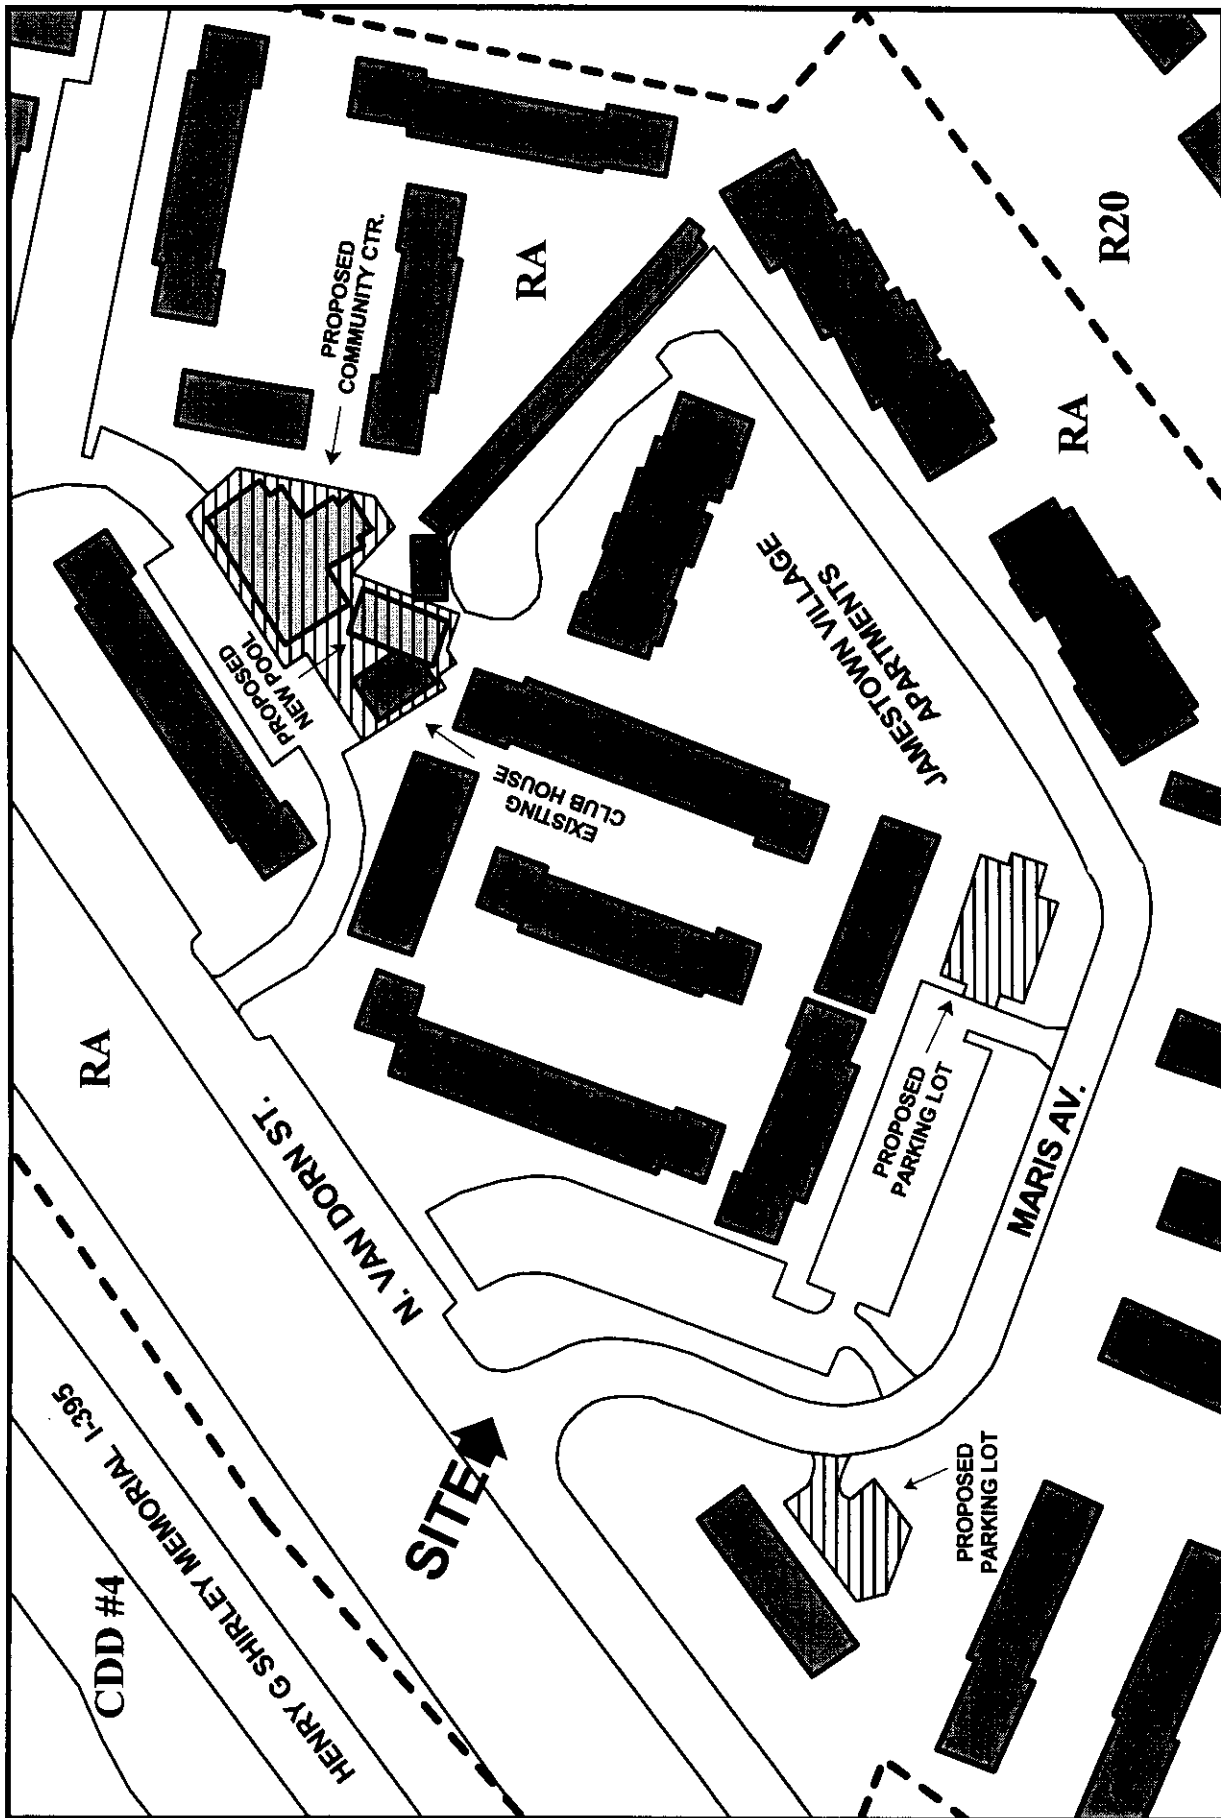 CDD #4
HENRY G SHIRLEY MEMORIAL I-395
RA
N. VAN DORN ST.
SITE
PROPOSED
NEW POOL
PROPOSED
COMMUNITY CTR.
EXISTING
CLUB HOUSE
RA
JAMESTOWN VILLAGE
APARTMENTS
PROPOSED
PARKING LOT
PROPOSED
PARKING LOT
MARIS AV.
RA
R20